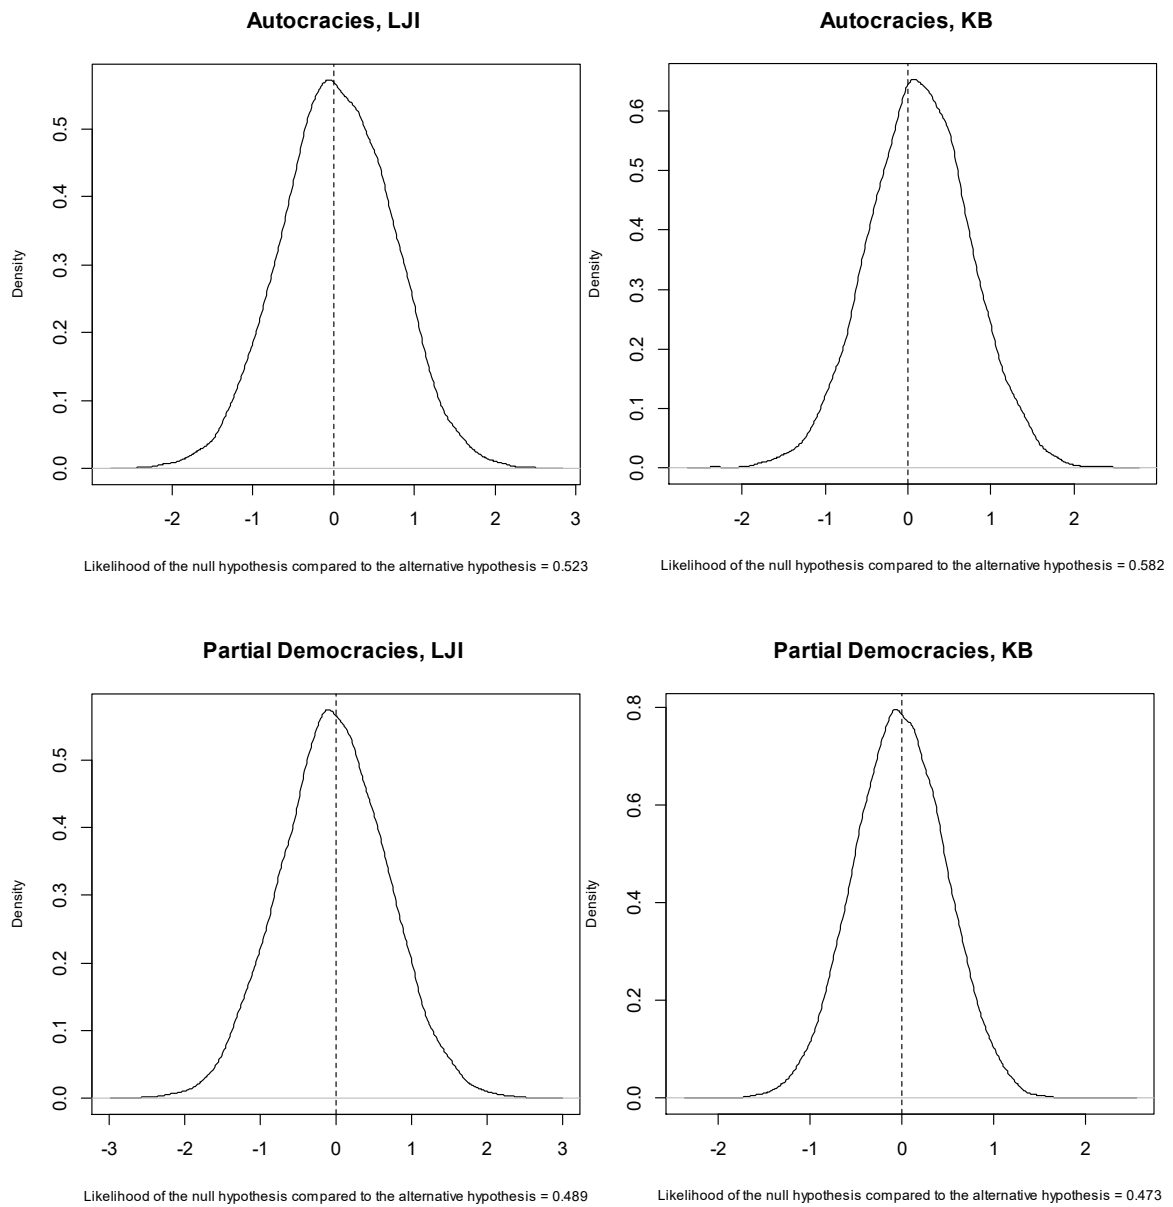 Autocracies, LJI
Density
0.0 0.1 0.2 0.3 0.4 0.5
-2 -1 0 1 2 3
Likelihood of the null hypothesis compared to the alternative hypothesis = 0.523
Autocracies, KB
Density
0.0 0.1 0.2 0.3 0.4 0.5 0.6
-2 -1 0 1 2
Likelihood of the null hypothesis compared to the alternative hypothesis = 0.582
Partial Democracies, LJI
Density
0.0 0.1 0.2 0.3 0.4 0.5
-3 -2 -1 0 1 2 3
Likelihood of the null hypothesis compared to the alternative hypothesis = 0.489
Partial Democracies, KB
Density
0.0 0.2 0.4 0.6 0.8
-2 -1 0 1 2
Likelihood of the null hypothesis compared to the alternative hypothesis = 0.473